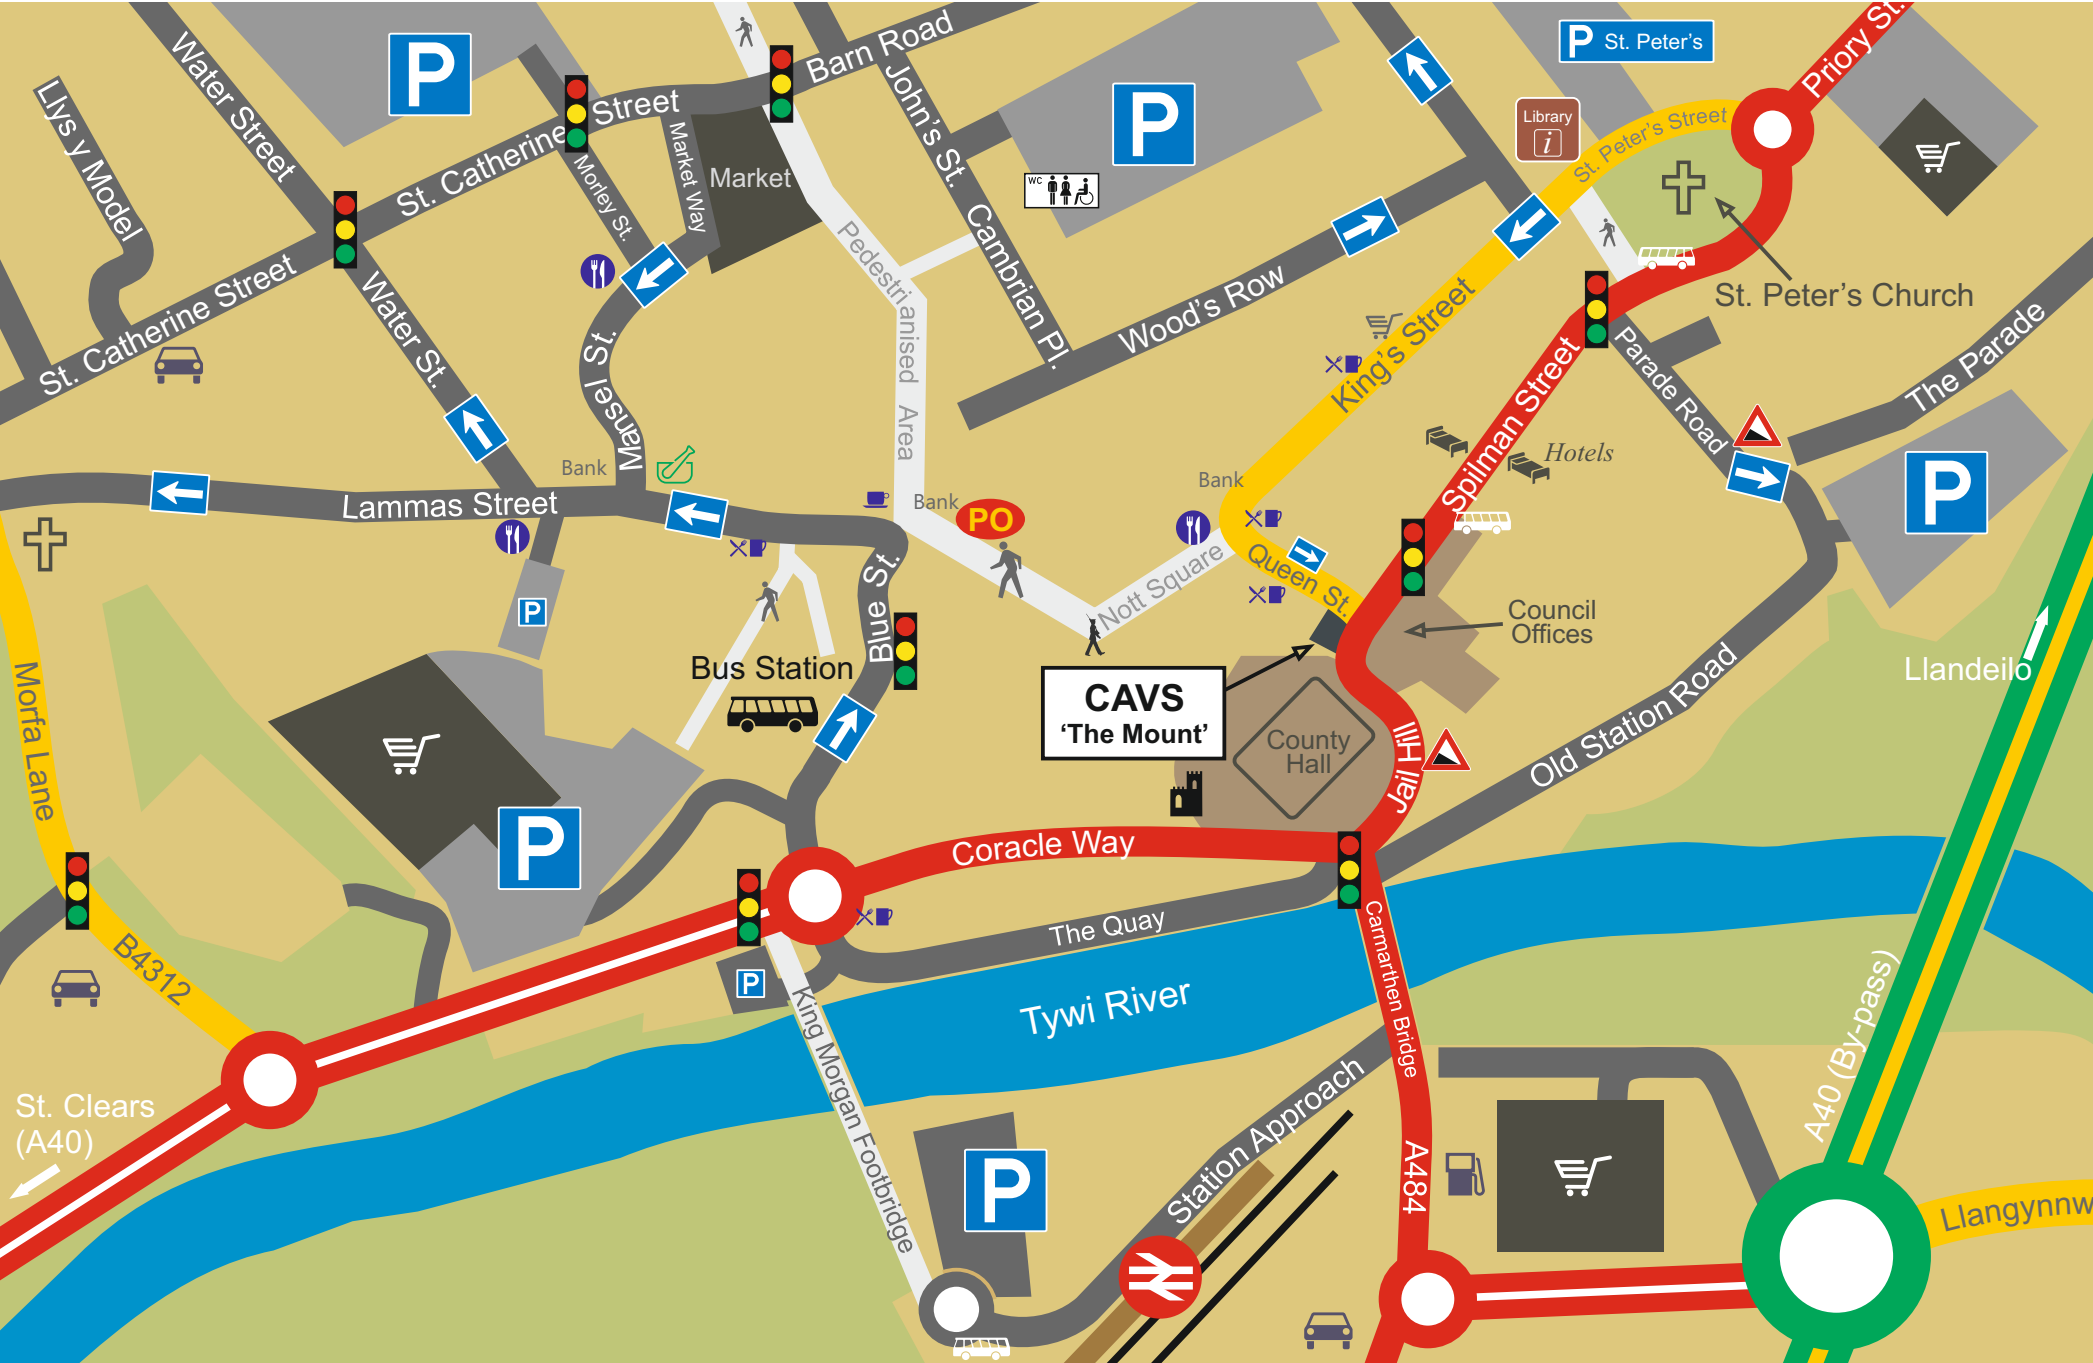 Water Street
Llys y Model
P
St. Catherine Street
Barn Road
John's St.
P
St. Peter's
Priory St.
P
Library
i
St. Peter's Street
Market Way
Market
Morley St.
WC
P
Cambrian Pl.
Pedestrianised Area
Wood's Row
King's Street
St. Peter's Church
St. Catherine Street
Water St.
Mansel St.
Parade Road
The Parade
Spilman Street
Hotels
Bank
Lammas Street
Bank
PO
Bank
P
Nott Square
Queen St.
Blue St.
P
Council
Offices
Bus Station
CAVS
'The Mount'
County
Hall
Jail Hill
Old Station Road
Llandeilo
Morfa Lane
P
Coracle Way
The Quay
B4312
P
King Morgan Footbridge
Tywi River
Carmarthen Bridge
A40 (By-pass)
St. Clears
(A40)
P
Station Approach
A484
Llangynnw